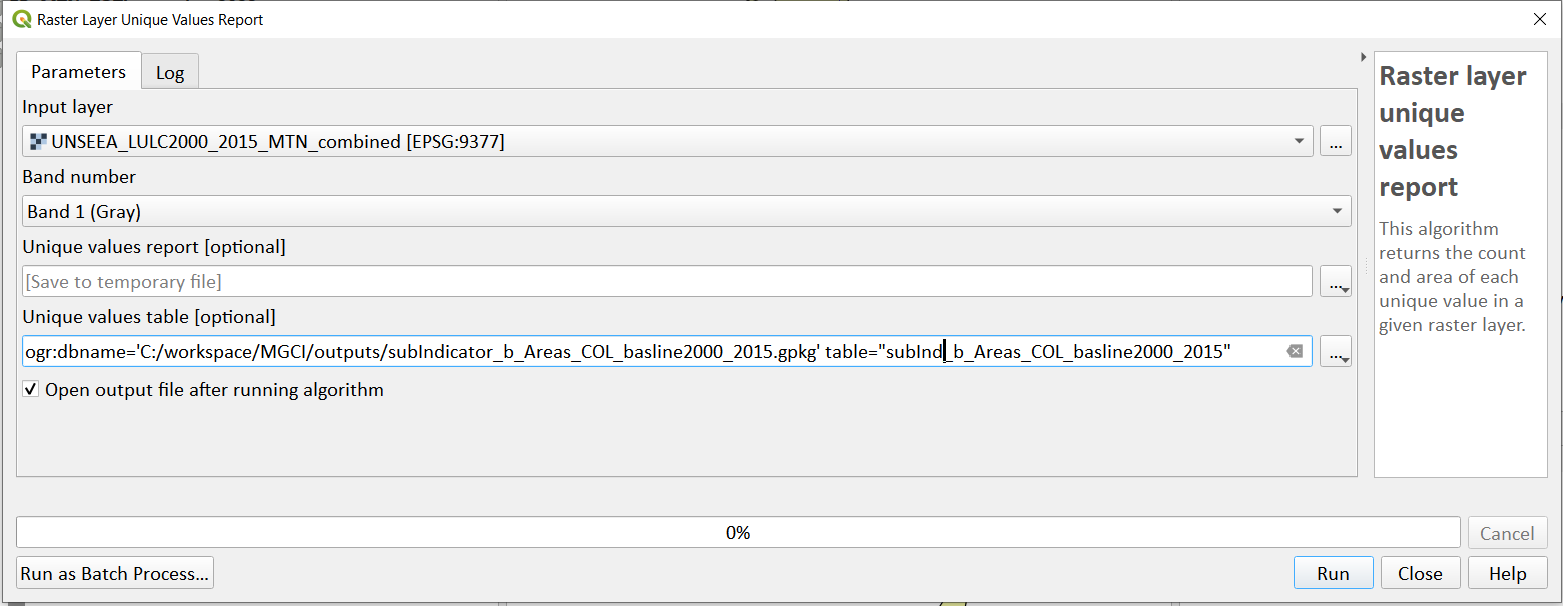 Raster Layer Unique Values Report
Parameters
Log
Input layer
UNSEEA_LULC2000_2015_MTN_combined [EPSG:9377]
...
Band number
Band 1 (Gray)
Unique values report [optional]
[Save to temporary file]
...
Unique values table [optional]
ogr:dbname='C:/workspace/MGCI/outputs/subIndicator_b_Areas_COL_basline2000_2015.gpkg' table="subInd_b_Areas_COL_basline2000_2015"
...
Open output file after running algorithm
Raster layer
unique
values
report
This algorithm
returns the count
and area of each
unique value in a
given raster layer.
0%
Cancel
Run as Batch Process...
Run
Close
Help